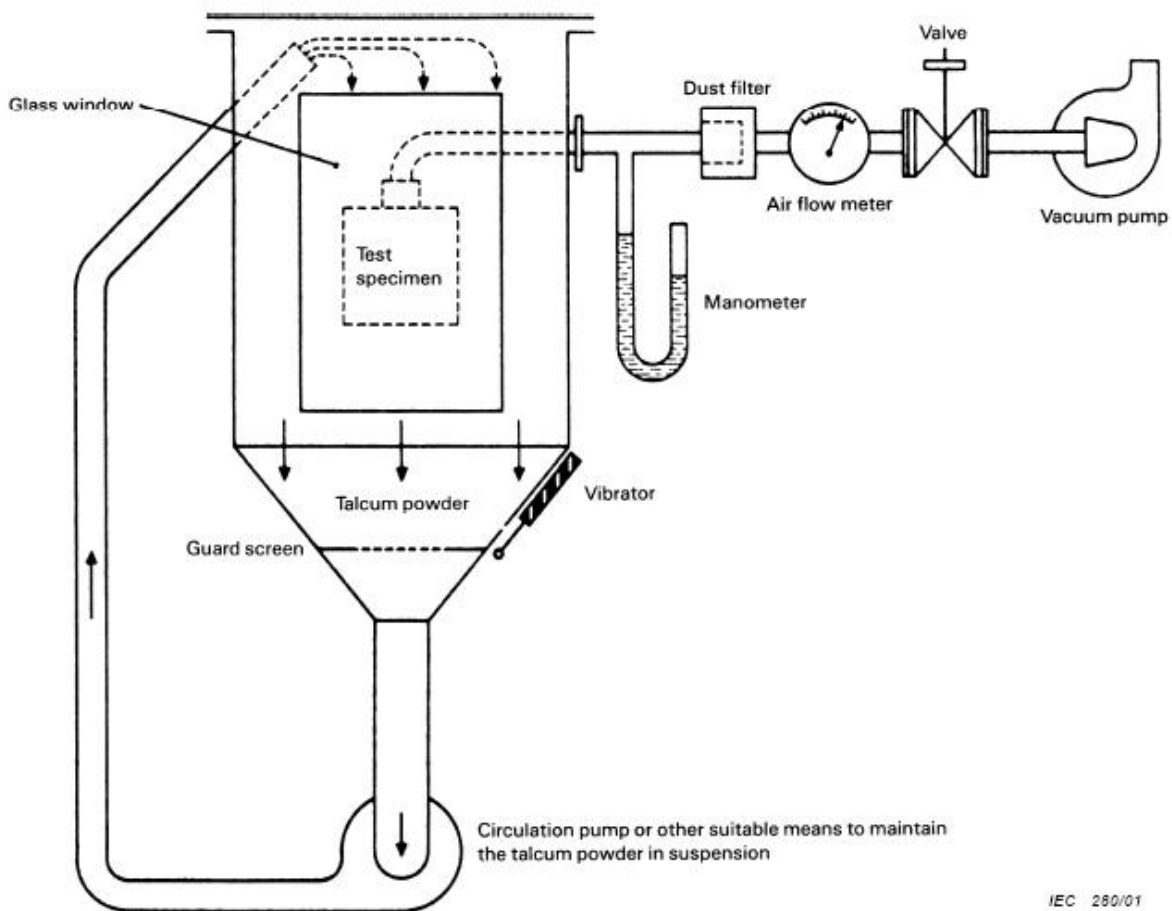 Valve
Glass window
Dust filter
Air flow meter
Vacuum pump
Test
specimen
Manometer
Talcum powder
Vibrator
Guard screen
Circulation pump or other suitable means to maintain
the talcum powder in suspension
IEC 280/01